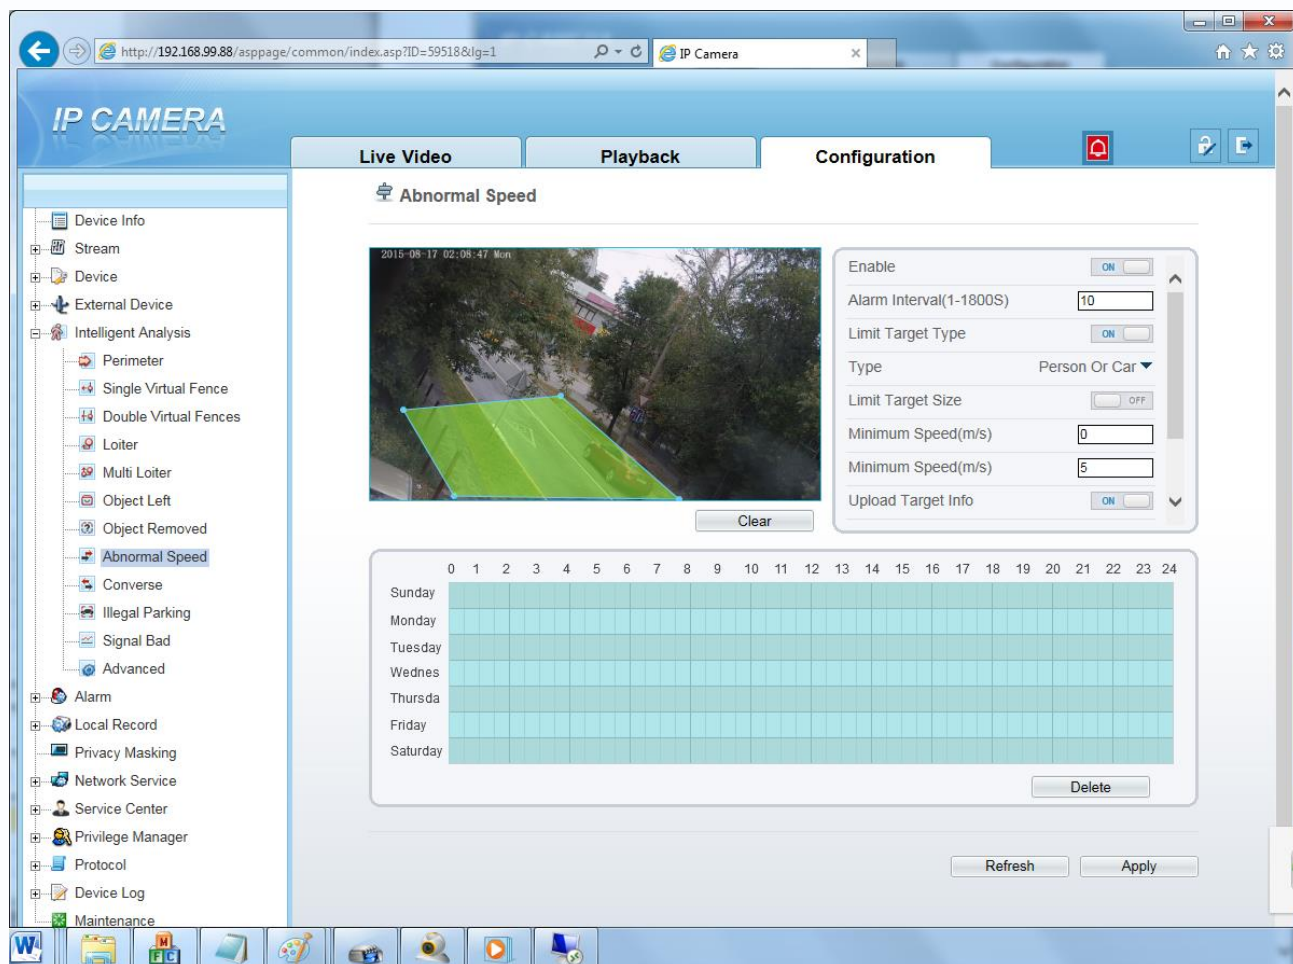 http://192.168.99.88/asppage/common/index.asp?ID=59518&lg=1
IP Camera
IP CAMERA
Live Video
Playback
Configuration
Abnormal Speed
Device Info
Stream
Device
External Device
Intelligent Analysis
Perimeter
Single Virtual Fence
Double Virtual Fences
Loiter
Multi Loiter
Object Left
Object Removed
Abnormal Speed
Converse
Illegal Parking
Signal Bad
Advanced
Alarm
Local Record
Privacy Masking
Network Service
Service Center
Privilege Manager
Protocol
Device Log
Maintenance
2015-08-17 02:08:47 Mon
Clear
Enable ON
Alarm Interval(1-1800S) 10
Limit Target Type ON
Type Person Or Car
Limit Target Size OFF
Minimum Speed(m/s) 0
Minimum Speed(m/s) 5
Upload Target Info ON
0 1 2 3 4 5 6 7 8 9 10 11 12 13 14 15 16 17 18 19 20 21 22 23 24
Sunday
Monday
Tuesday
Wednes
Thursda
Friday
Saturday
Delete
Refresh
Apply
W
M
F C